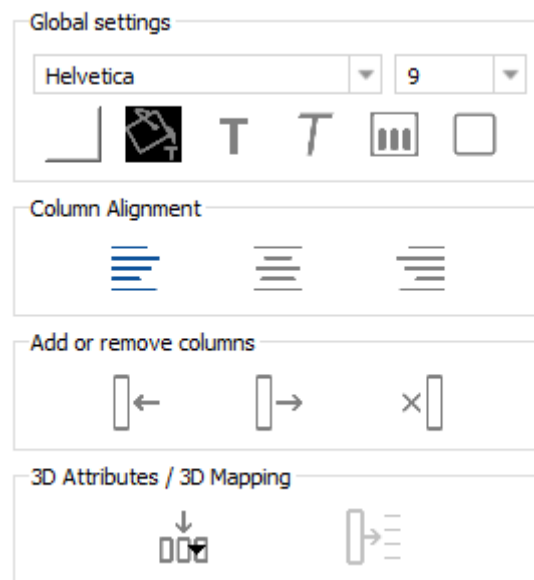 Global settings
Helvetica 9
T T T
Column Alignment
Add or remove columns
3D Attributes / 3D Mapping